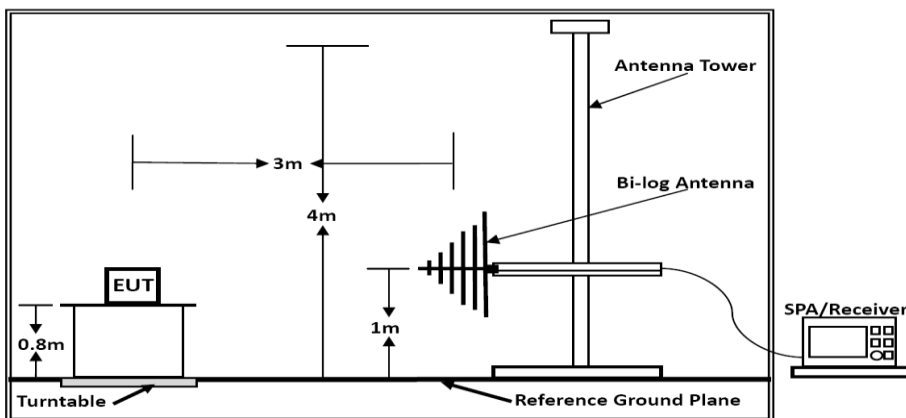 Antenna Tower
3m
Bi-log Antenna
4m
EUT
SPA/Receiver
0.8m
1m
Turntable
Reference Ground Plane